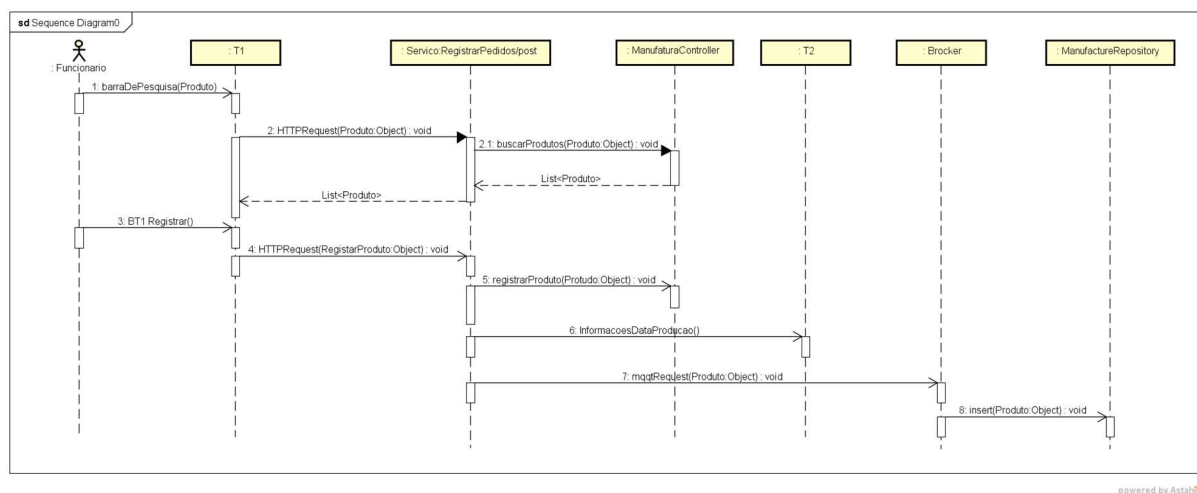 sd Sequence Diagram0
: Funcionario
: T1
: Servico:RegistrarPedidos/post
: ManufaturaController
: T2
: Brocker
: ManufactureRepository
1: barraDePesquisa(Produto)
2: HTTPRequest(Produto:Object) : void
2.1: buscarProdutos(Produto:Object) : void
List<Produto>
List<Produto>
3: BT1 Registrar()
4: HTTPRequest(RegistarProduto:Object) : void
5: registrarProduto(Protudo:Object) : void
6: InformacoesDataProducao()
7: mqqtRequest(Produto:Object) : void
8: insert(Produto:Object) : void
powered by Astah